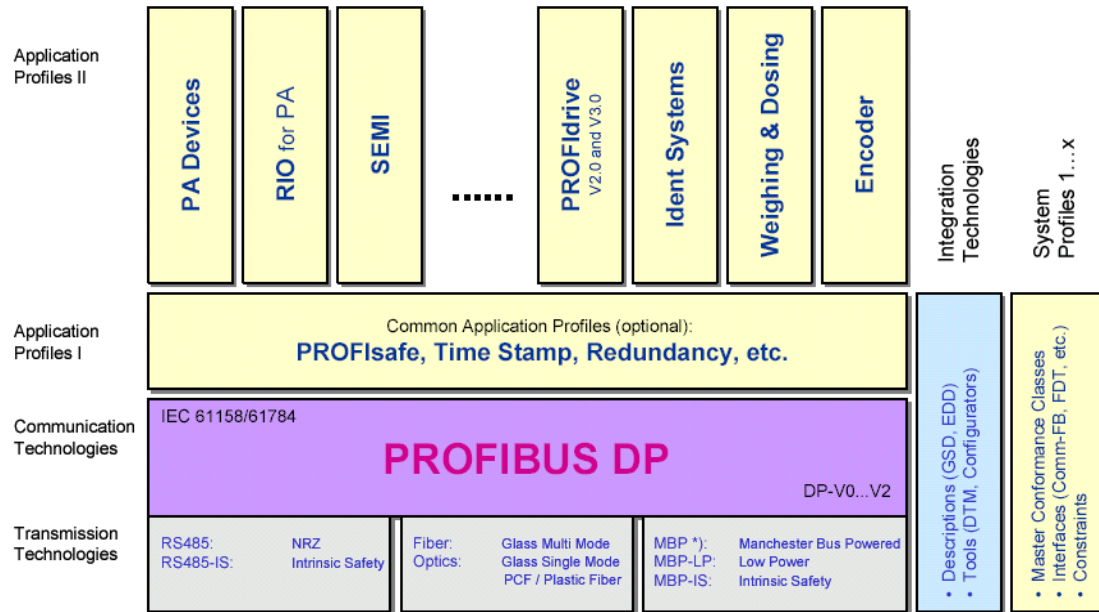 Application
Profiles II
PA Devices
RIO for PA
SEMI
......
PROFIdrive
V2.0 and V3.0
Ident Systems
Weighing & Dosing
Encoder
Integration
Technologies
System
Profiles 1...x
Application
Profiles I
Common Application Profiles (optional):
PROFIsafe, Time Stamp, Redundancy, etc.
Communication
Technologies
IEC 61158/61784
PROFIBUS DP
DP-V0...V2
Transmission
Technologies
RS485: NRZ
RS485-IS: Intrinsic Safety
Fiber: Glass Multi Mode
Optics: Glass Single Mode
PCF / Plastic Fiber
MBP *): Manchester Bus Powered
MBP-LP: Low Power
MBP-IS: Intrinsic Safety
• Descriptions (GSD, EDD)
• Tools (DTM, Configurators)
• Master Conformance Classes
• Interfaces (Comm-FB, FDT, etc.)
• Constraints